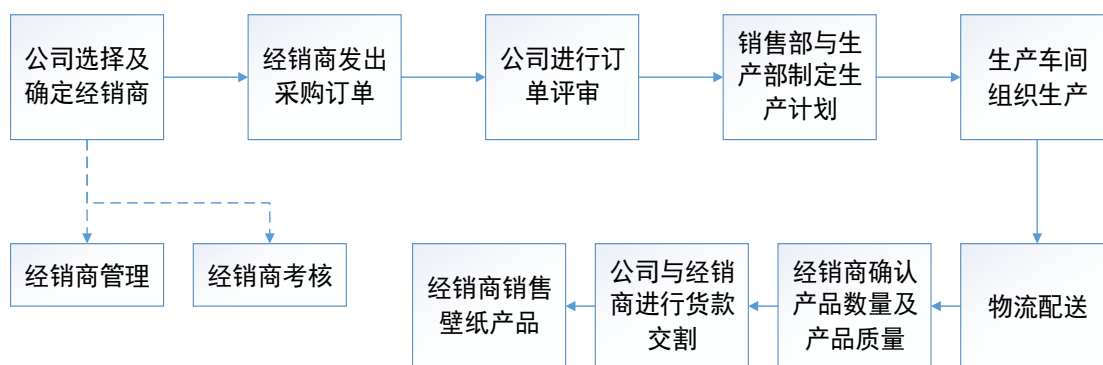 公司选择及
确定经销商
经销商发出
采购订单
公司进行订
单评审
销售部与生
产部制定生
产计划
生产车间
组织生产
经销商管理
经销商考核
经销商销售
壁纸产品
公司与经销
商进行货款
交割
经销商确认
产品数量及
产品质量
物流配送